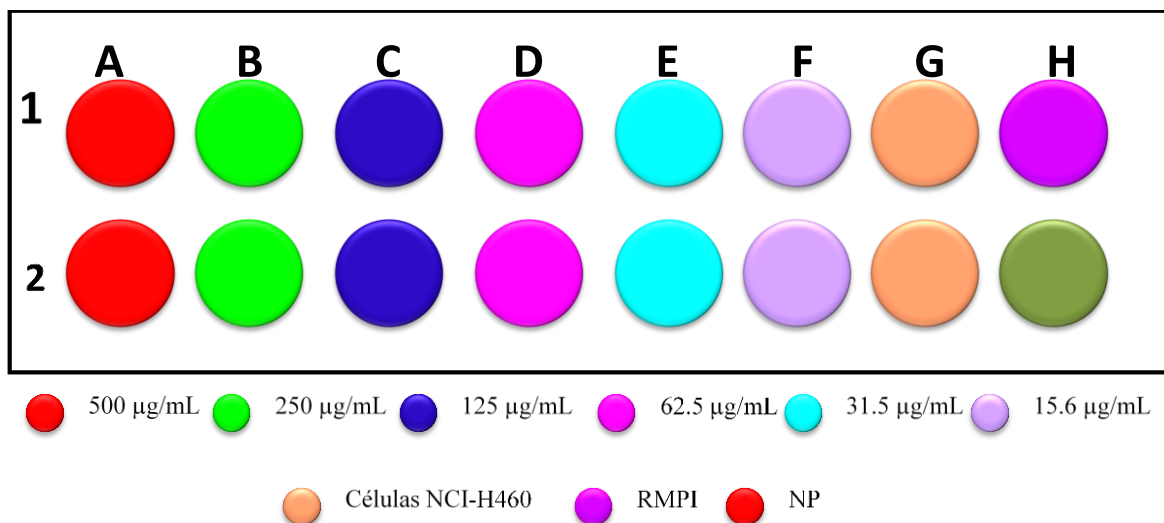 A B C D E F G H
1
2
500 µg/mL 250 µg/mL 125 µg/mL 62.5 µg/mL 31.5 µg/mL 15.6 µg/mL
Células NCI-H460 RMPI NP